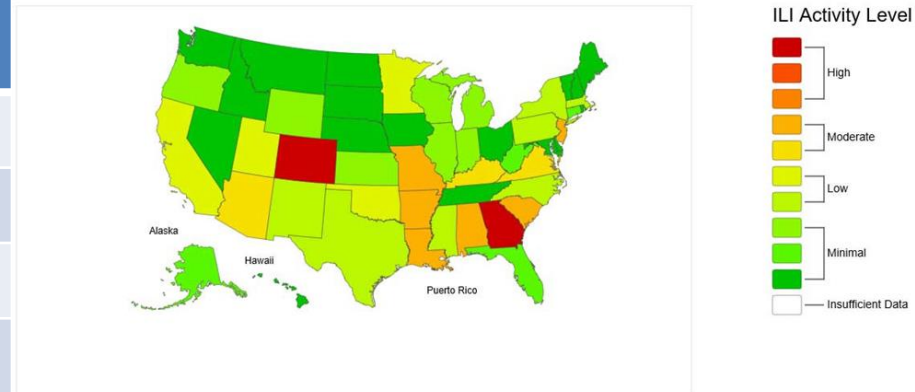 ILI Activity Level
High
Moderate
Low
Minimal
Insufficient Data
Alaska
Hawaii
Puerto Rico